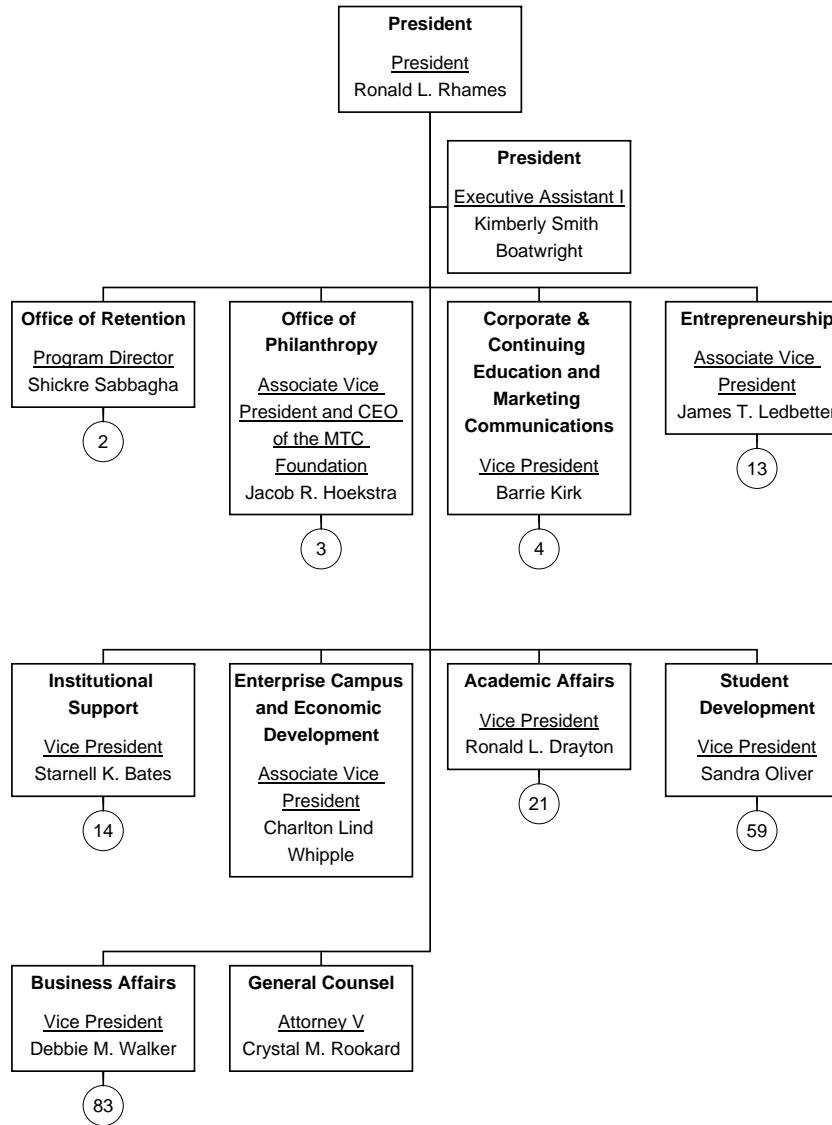 President
President
Ronald L. Rhames
President
Executive Assistant I
Kimberly Smith
Boatwright
Office of Retention
Program Director
Shickre Sabbagha
2
Office of
Philanthropy
Associate Vice
President and CEO
of the MTC
Foundation
Jacob R. Hoekstra
3
Corporate &
Continuing
Education and
Marketing
Communications
Vice President
Barrie Kirk
4
Entrepreneurship
Associate Vice
President
James T. Ledbetter
13
Institutional
Support
Vice President
Starnell K. Bates
14
Enterprise Campus
and Economic
Development
Associate Vice
President
Charlton Lind
Whipple
Academic Affairs
Vice President
Ronald L. Drayton
21
Student
Development
Vice President
Sandra Oliver
59
Business Affairs
Vice President
Debbie M. Walker
83
General Counsel
Attorney V
Crystal M. Rookard